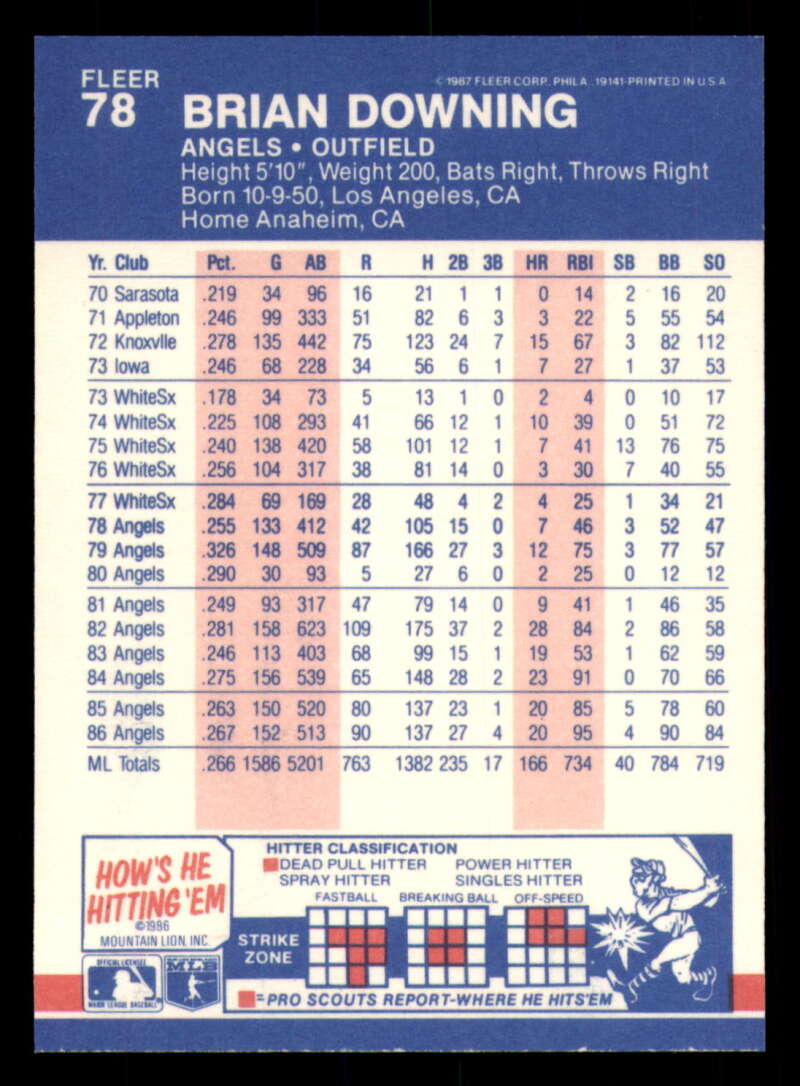 FLEER
78
© 1987 FLEER CORP. PHILA. 19141-PRINTED IN U S A
BRIAN DOWNING
ANGELS • OUTFIELD
Height 5'10", Weight 200, Bats Right, Throws Right
Born 10-9-50, Los Angeles, CA
Home Anaheim, CA
Yr. Club Pct. G AB R H 2B 3B HR RBI SB BB SO
70 Sarasota .219 34 96 16 21 1 1 0 14 2 16 20
71 Appleton .246 99 333 51 82 6 3 3 22 5 55 54
72 Knoxvlle .278 135 442 75 123 24 7 15 67 3 82 112
73 Iowa .246 68 228 34 56 6 1 7 27 1 37 53
73 WhiteSx .178 34 73 5 13 1 0 2 4 0 10 17
74 WhiteSx .225 108 293 41 66 12 1 10 39 0 51 72
75 WhiteSx .240 138 420 58 101 12 1 7 41 13 76 75
76 WhiteSx .256 104 317 38 81 14 0 3 30 7 40 55
77 WhiteSx .284 69 169 28 48 4 2 4 25 1 34 21
78 Angels .255 133 412 42 105 15 0 7 46 3 52 47
79 Angels .326 148 509 87 166 27 3 12 75 3 77 57
80 Angels .290 30 93 5 27 6 0 2 25 0 12 12
81 Angels .249 93 317 47 79 14 0 9 41 1 46 35
82 Angels .281 158 623 109 175 37 2 28 84 2 86 58
83 Angels .246 113 403 68 99 15 1 19 53 1 62 59
84 Angels .275 156 539 65 148 28 2 23 91 0 70 66
85 Angels .263 150 520 80 137 23 1 20 85 5 78 60
86 Angels .267 152 513 90 137 27 4 20 95 4 90 84
ML Totals .266 1586 5201 763 1382 235 17 166 734 40 784 719
HOW'S HE
HITTING 'EM
©1986
MOUNTAIN LION, INC.
OFFICIAL LICENSEE
MAJOR LEAGUE BASEBALL
MLB
HITTER CLASSIFICATION
DEAD PULL HITTER POWER HITTER
SPRAY HITTER SINGLES HITTER
FASTBALL BREAKING BALL OFF-SPEED
STRIKE
ZONE
=PRO SCOUTS REPORT-WHERE HE HITS'EM